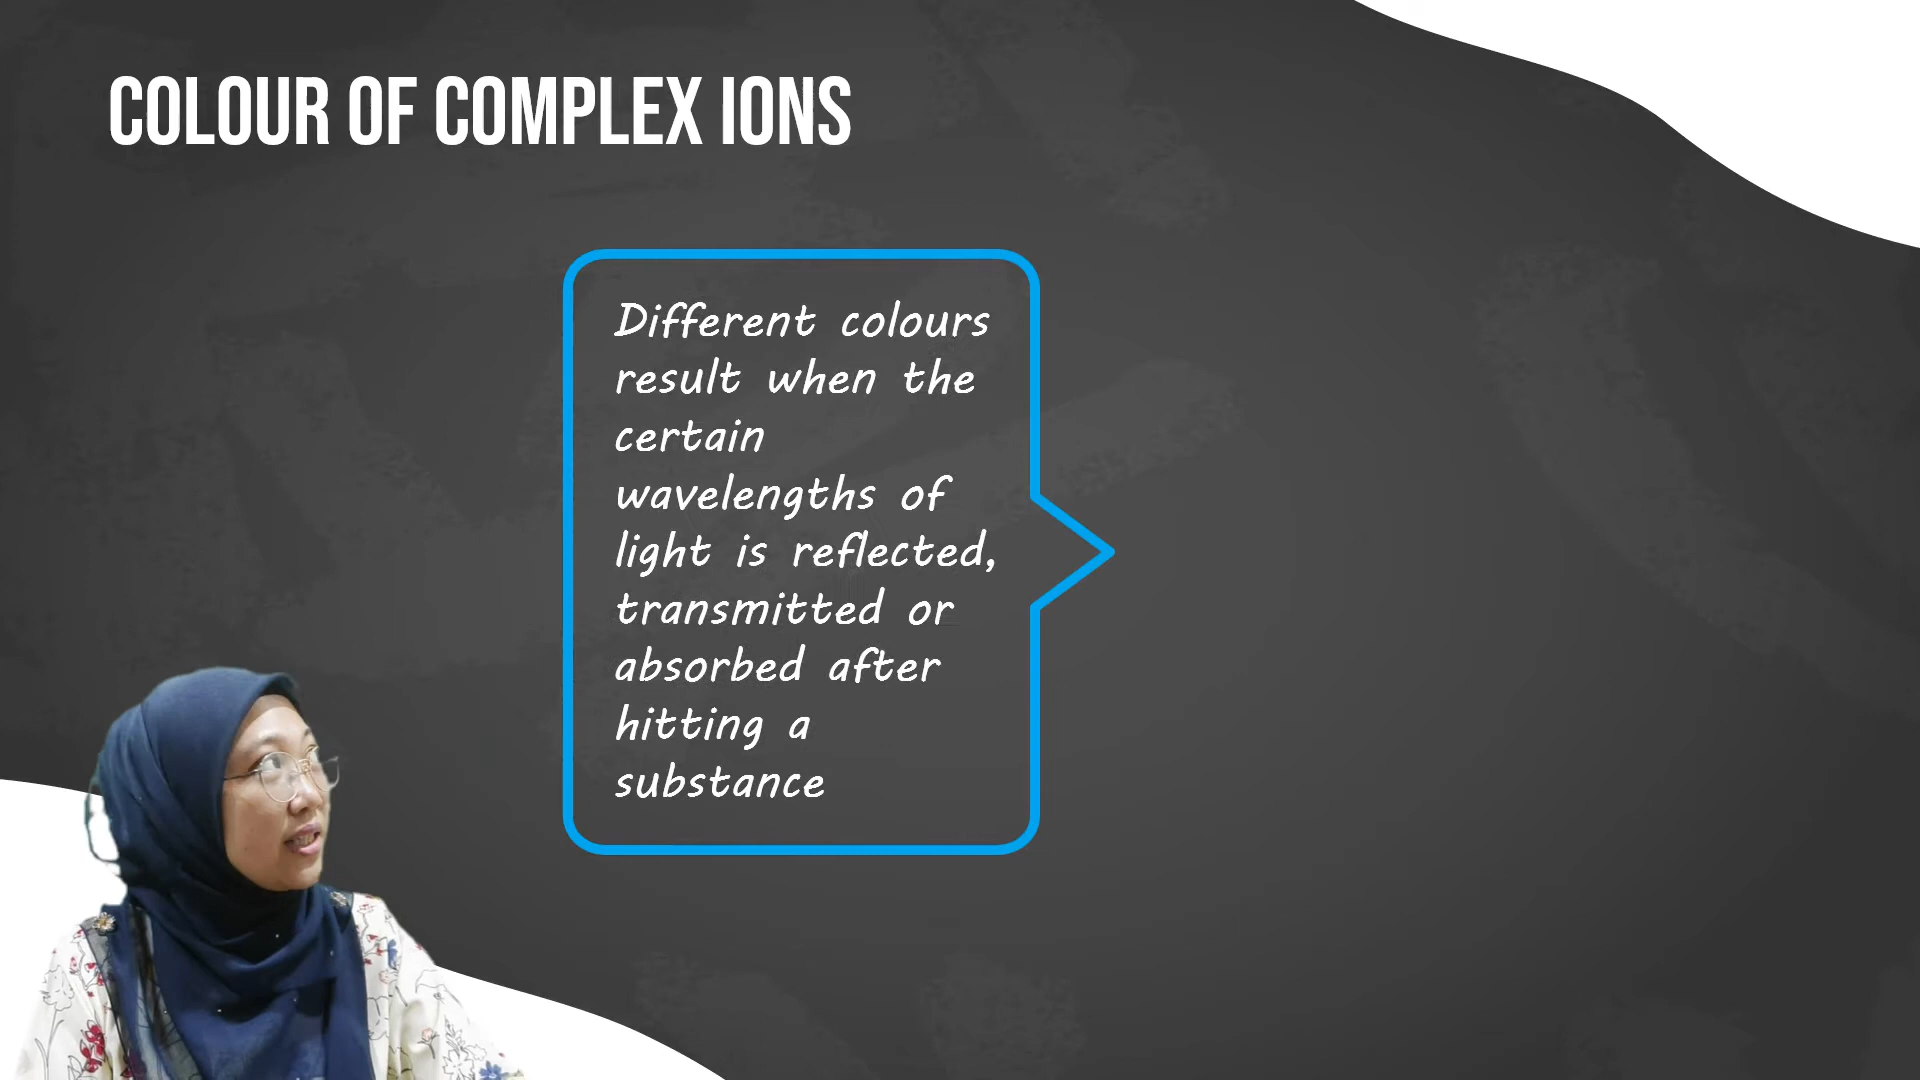 COLOUR OF COMPLEX IONS
Different colours
result when the
certain
wavelengths of
light is reflected,
transmitted or
absorbed after
hitting a
substance